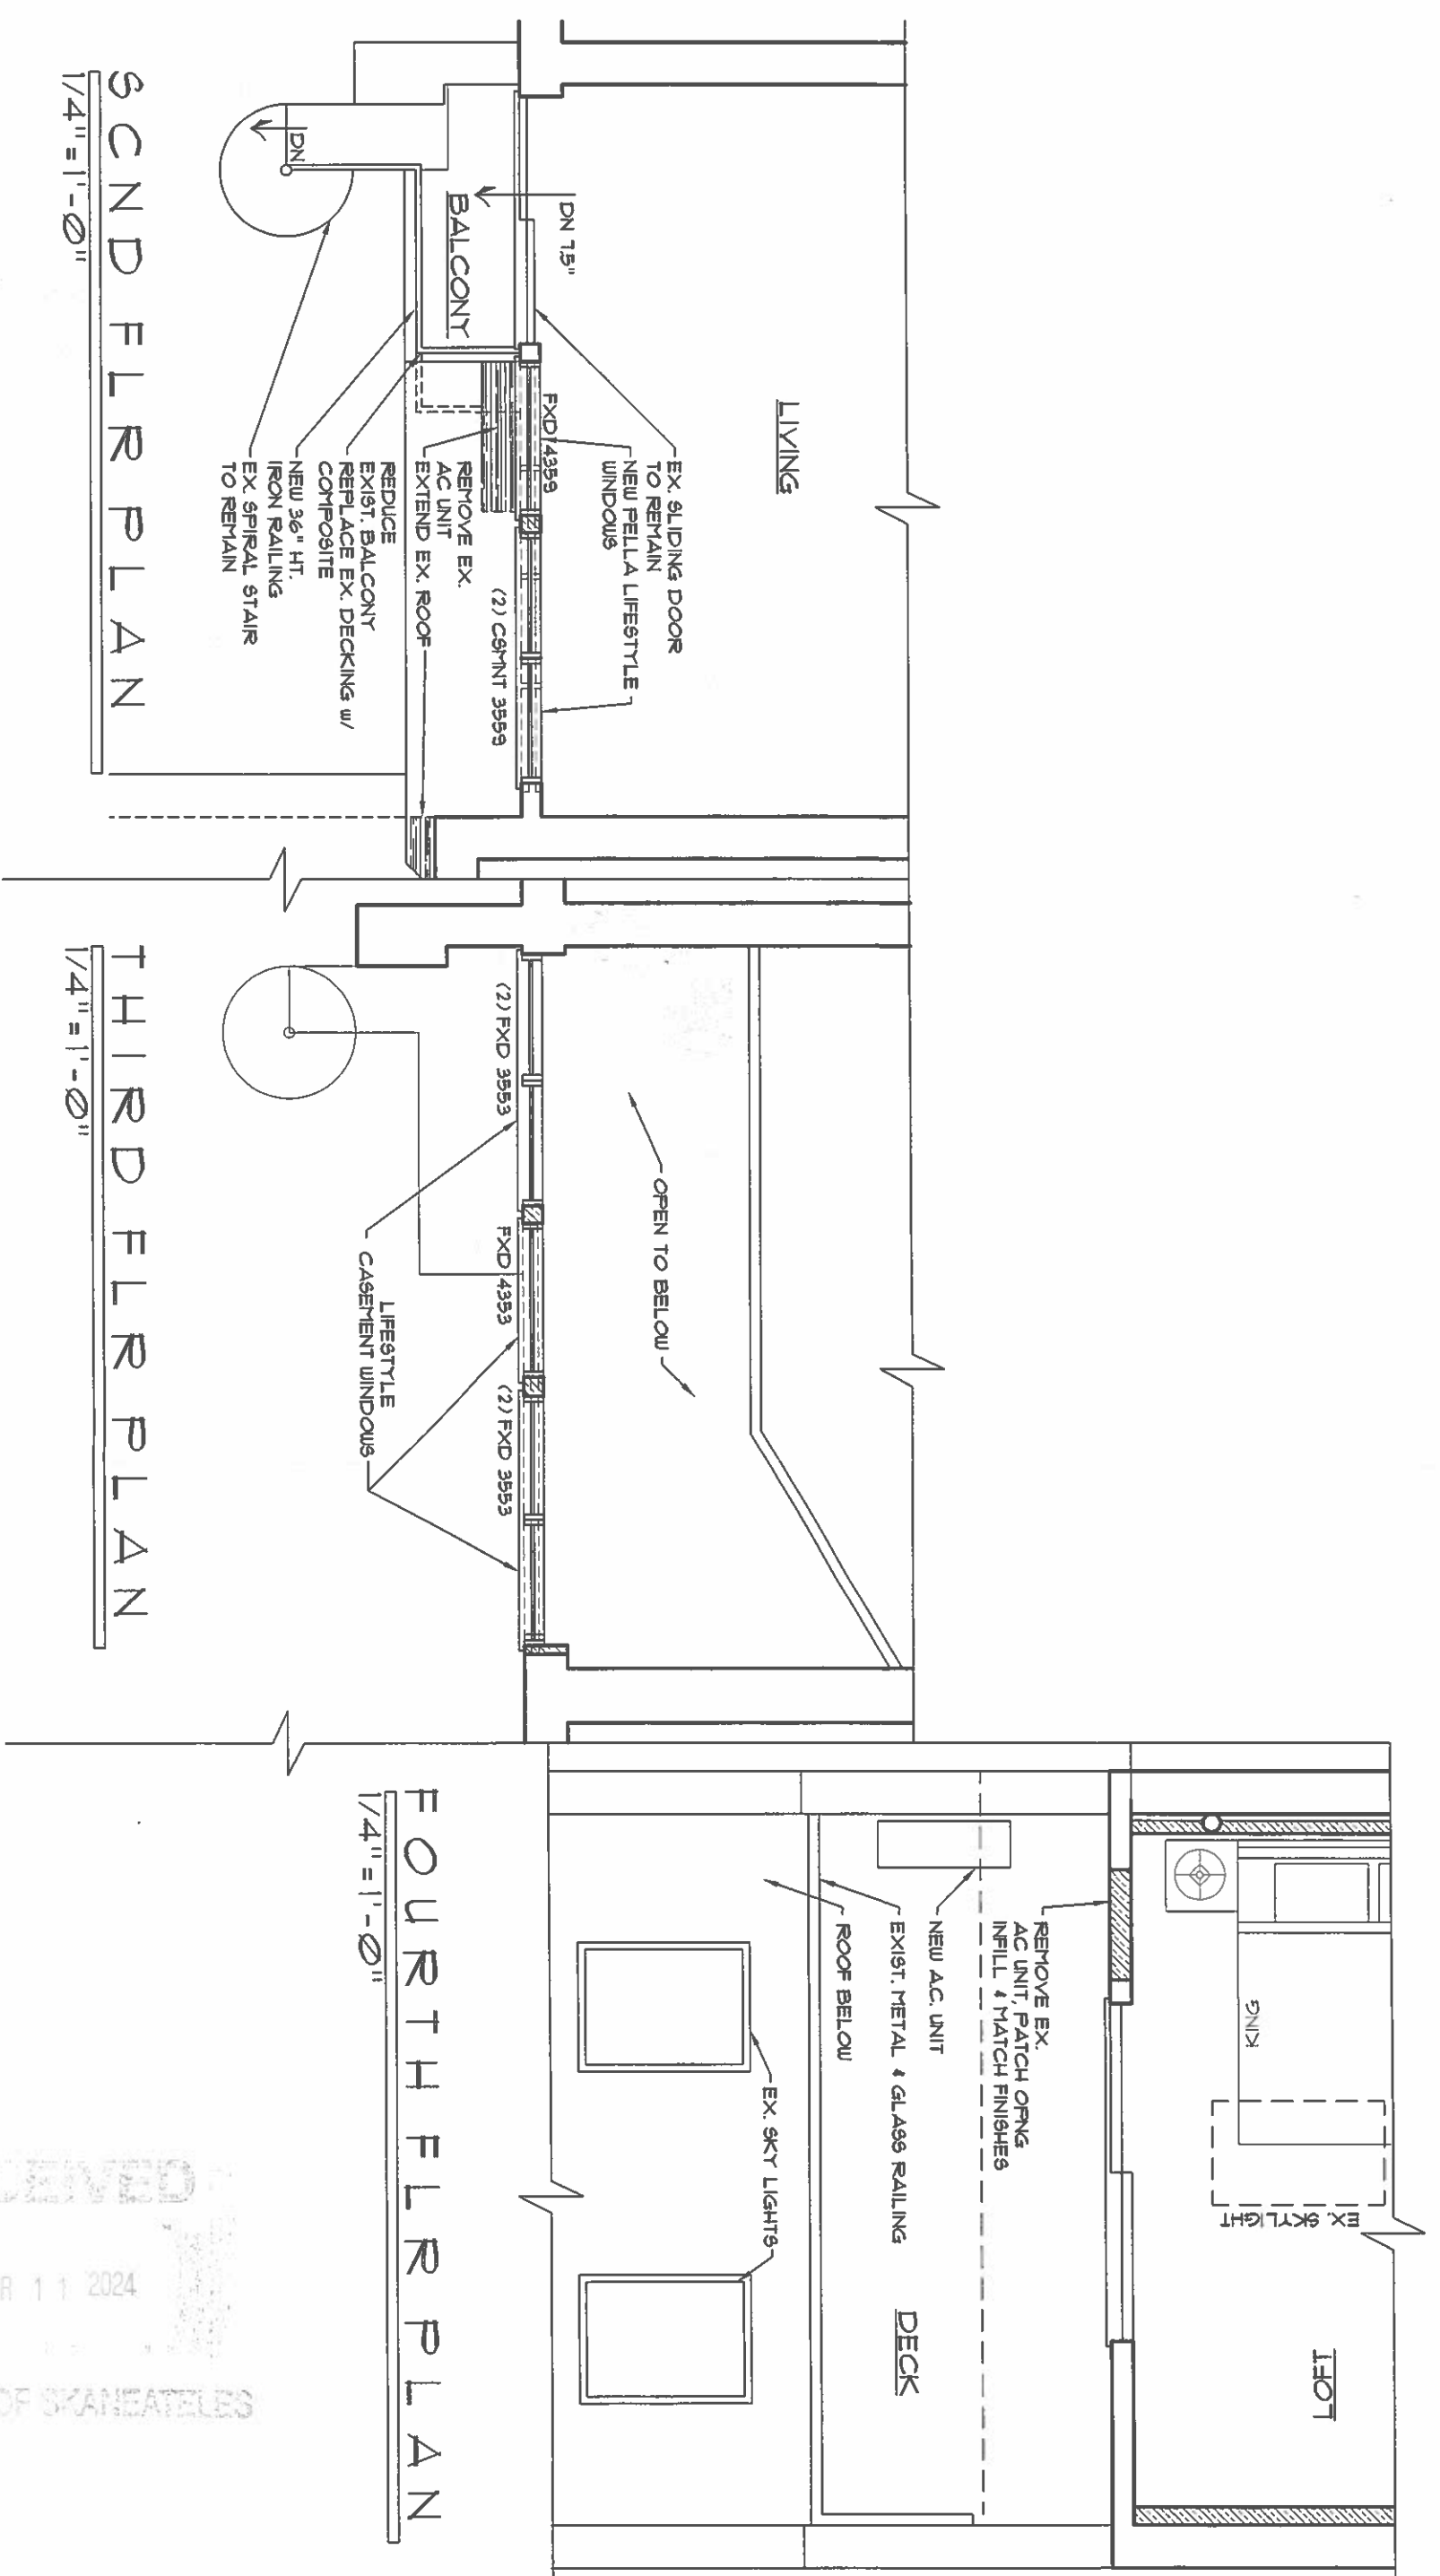 LIVING
EX. SLIDING DOOR
TO REMAIN
NEW PELLA LIFESTYLE
WINDOWS
DN 7.5"
FXD 4359
(2) CSMNT 3559
BALCONY
REMOVE EX.
AC UNIT
EXTEND EX. ROOF
REDUCE
EXIST. BALCONY
REPLACE EX. DECKING W/
COMPOSITE
NEW 36" HT.
IRON RAILING
EX. SPIRAL STAIR
TO REMAIN
DN
SCND FLR PLAN
1/4" = 1'-0"
OPEN TO BELOW
(2) FXD 3553
FXD 4353
(2) FXD 3553
LIFESTYLE
CASEMENT WINDOWS
THIRD FLR PLAN
1/4" = 1'-0"
LOFT
EX. SKYLIGHT
KING
REMOVE EX.
AC UNIT, PATCH OPNG
INFILL & MATCH FINISHES
NEW A.C. UNIT
EXIST. METAL & GLASS RAILING
DECK
ROOF BELOW
EX. SKY LIGHTS
FOURTH FLR PLAN
1/4" = 1'-0"
11 2024
OF SKANEATELES